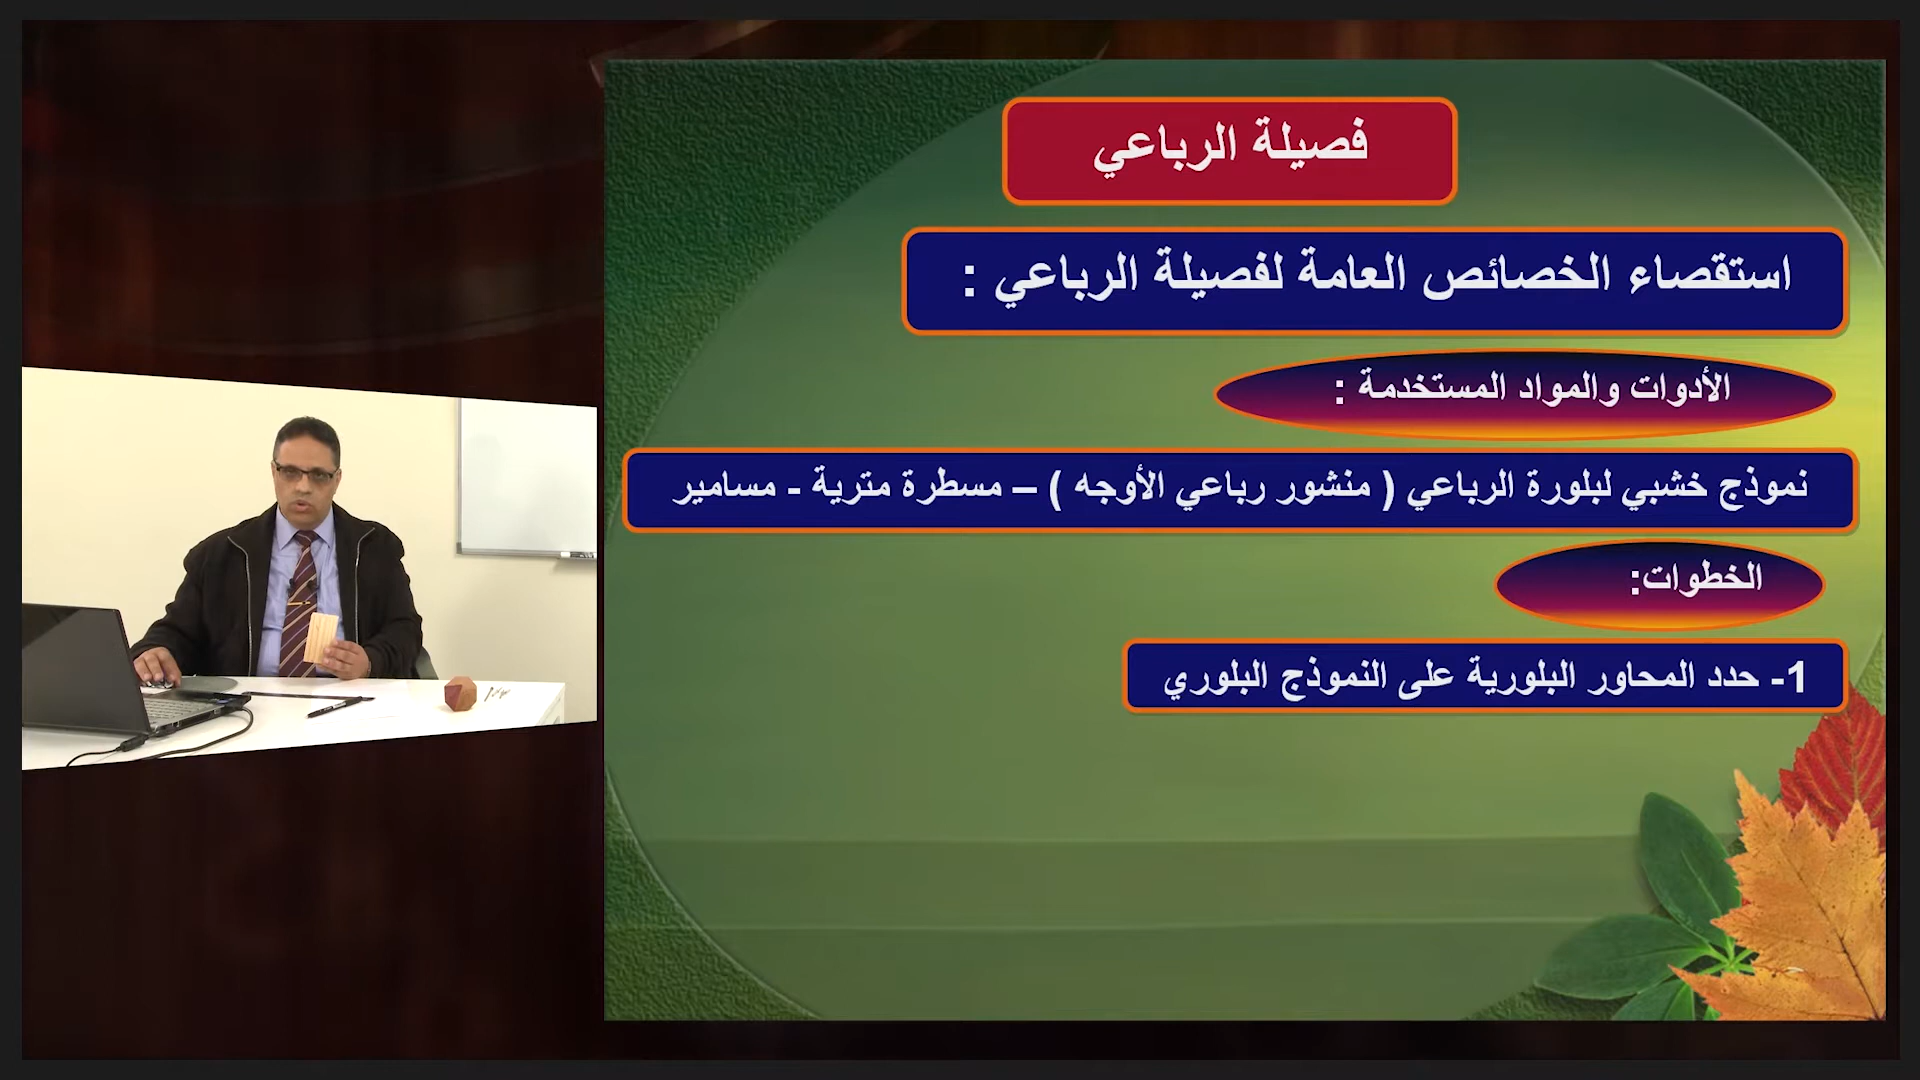 فصيلة الرباعي
استقصاء الخصائص العامة لفصيلة الرباعي :
الأدوات والمواد المستخدمة :
نموذج خشبي لبلورة الرباعي ( منشور رباعي الأوجه ) – مسطرة مترية - مسامير
الخطوات:
1- حدد المحاور البلورية على النموذج البلوري